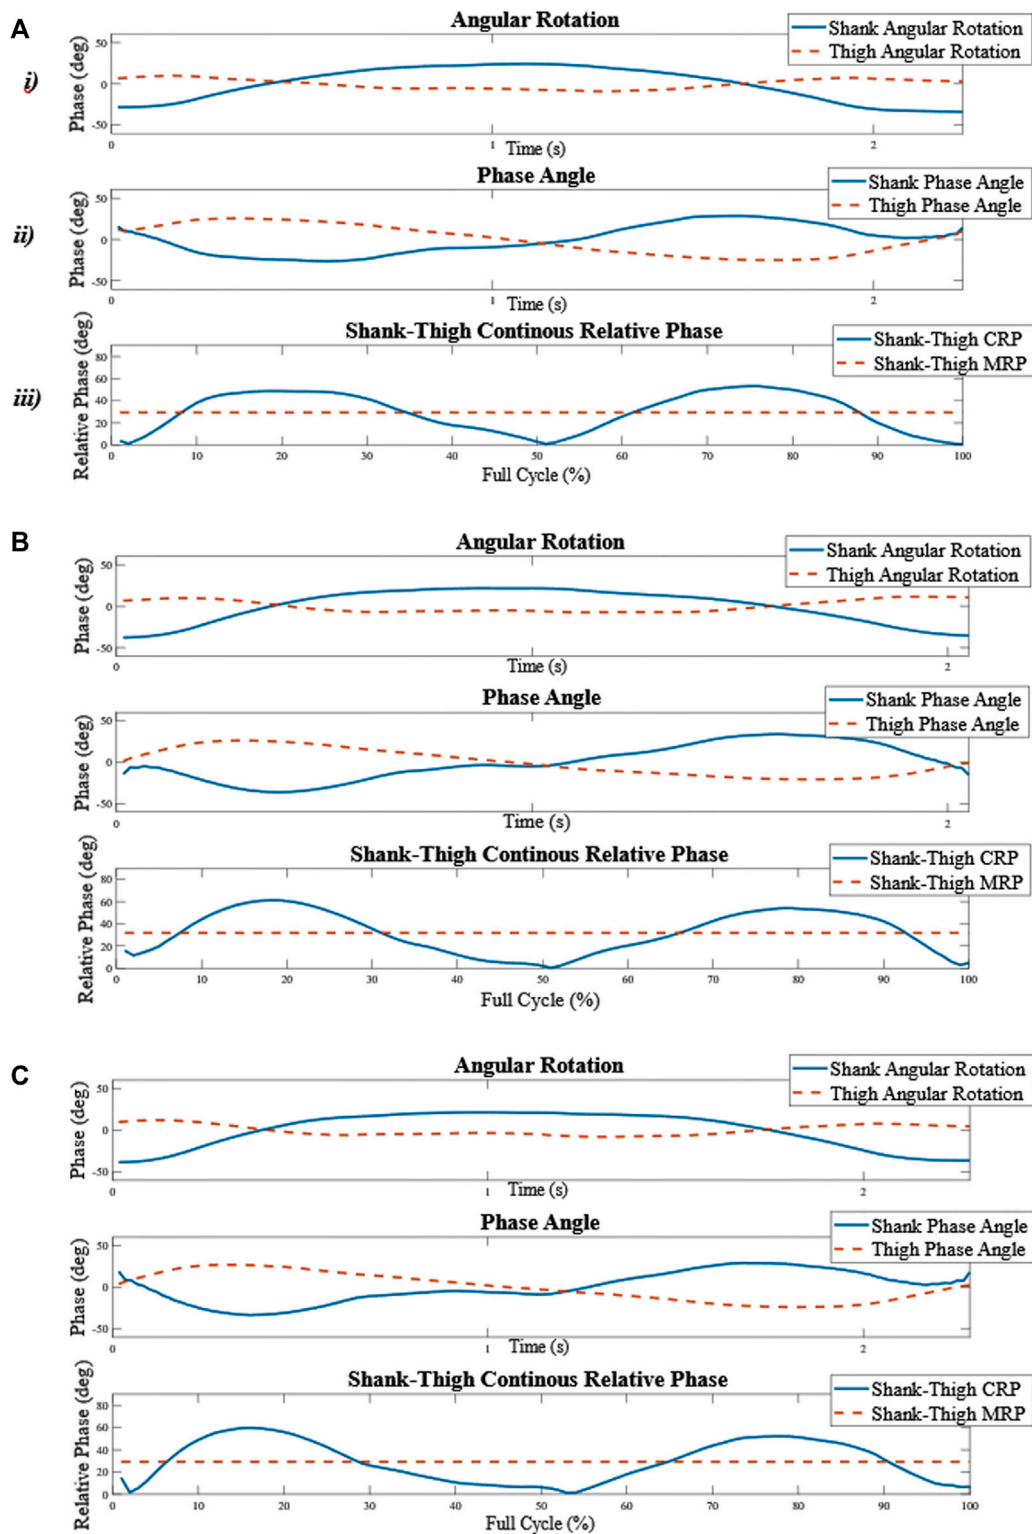 A
i)
Angular Rotation
Shank Angular Rotation
Thigh Angular Rotation
Phase (deg)
50
0
-50
0
1
2
Time (s)
ii)
Phase Angle
Shank Phase Angle
Thigh Phase Angle
Phase (deg)
50
0
-50
0
1
2
Time (s)
iii)
Shank-Thigh Continous Relative Phase
Shank-Thigh CRP
Shank-Thigh MRP
Relative Phase (deg)
80
60
40
20
0
0 10 20 30 40 50 60 70 80 90 100
Full Cycle (%)
B
Angular Rotation
Shank Angular Rotation
Thigh Angular Rotation
Phase (deg)
50
0
-50
0
2
Time (s)
Phase Angle
Shank Phase Angle
Thigh Phase Angle
Phase (deg)
50
0
-50
0
2
Time (s)
Shank-Thigh Continous Relative Phase
Shank-Thigh CRP
Shank-Thigh MRP
Relative Phase (deg)
80
60
40
20
0
0 10 20 30 40 50 60 70 80 90 100
Full Cycle (%)
C
Angular Rotation
Shank Angular Rotation
Thigh Angular Rotation
Phase (deg)
50
0
-50
0
1
2
Time (s)
Phase Angle
Shank Phase Angle
Thigh Phase Angle
Phase (deg)
50
0
-50
0
1
2
Time (s)
Shank-Thigh Continous Relative Phase
Shank-Thigh CRP
Shank-Thigh MRP
Relative Phase (deg)
80
60
40
20
0
0 10 20 30 40 50 60 70 80 90 100
Full Cycle (%)